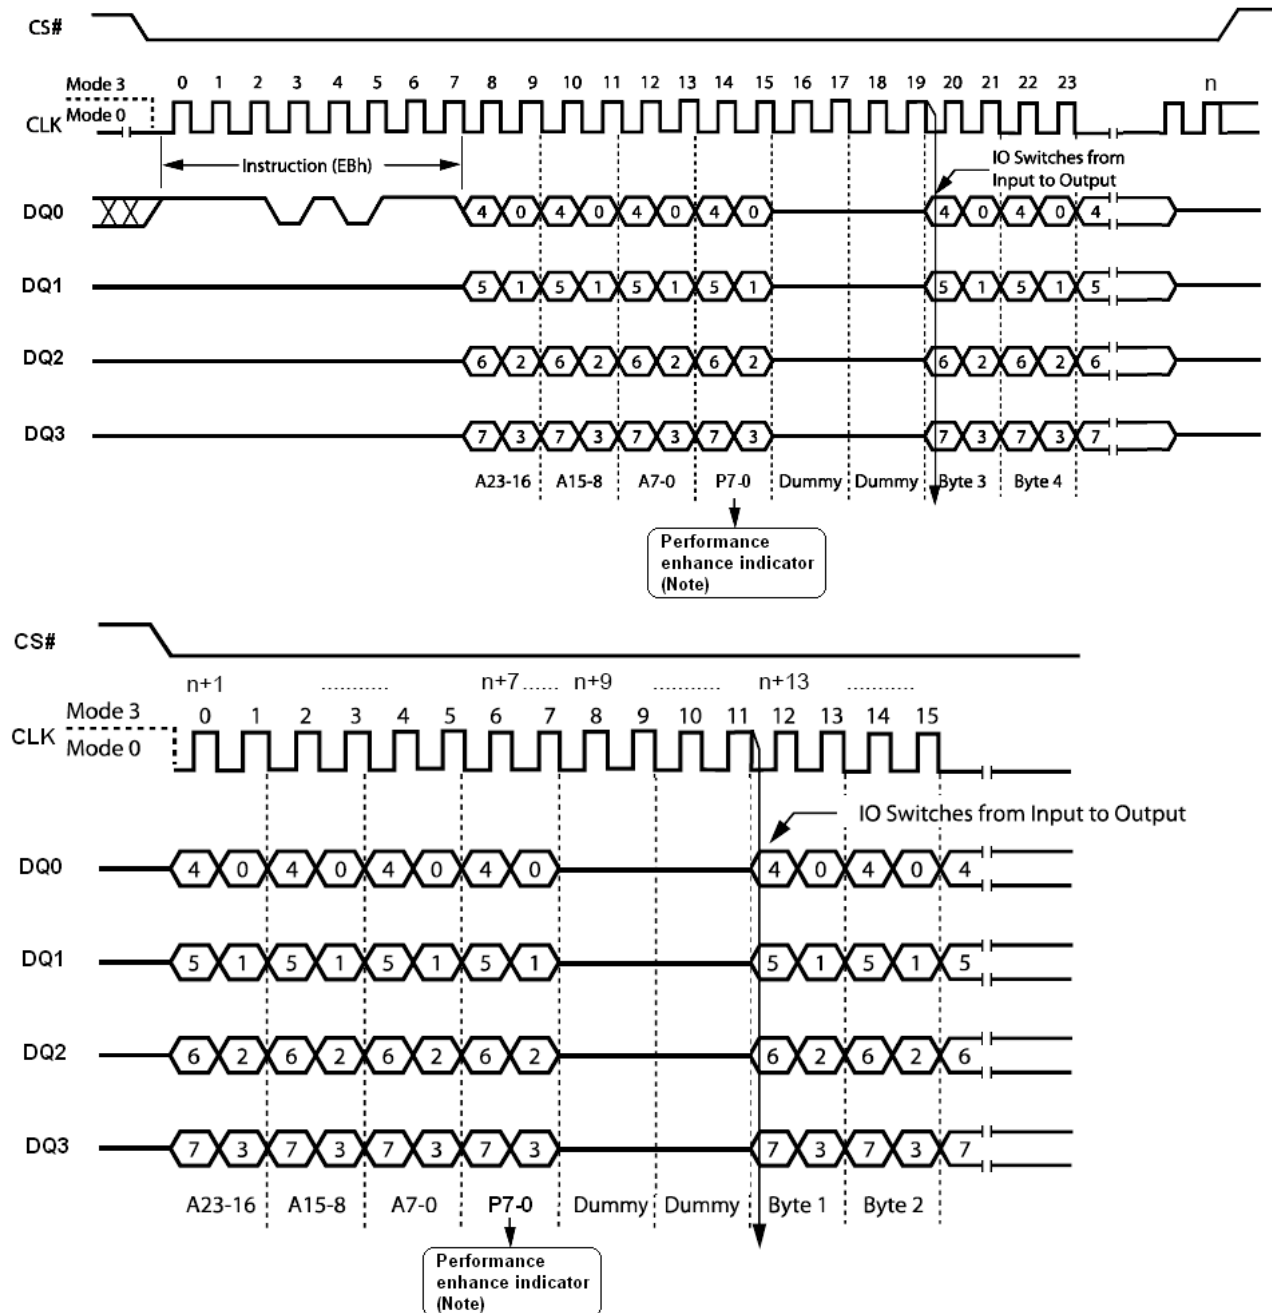 CS#
Mode 3
0 1 2 3 4 5 6 7 8 9 10 11 12 13 14 15 16 17 18 19 20 21 22 23 n
Mode 0
CLK
Instruction (EBh)
IO Switches from
Input to Output
DQ0 4 0 4 0 4 0 4 0 4 0 4 0 4
DQ1 5 1 5 1 5 1 5 1 5 1 5 1 5
DQ2 6 2 6 2 6 2 6 2 6 2 6 2 6
DQ3 7 3 7 3 7 3 7 3 7 3 7 3 7
A23-16 A15-8 A7-0 P7-0 Dummy Dummy Byte 3 Byte 4
Performance
enhance indicator
(Note)
CS#
n+1 ........... n+7 ...... n+9 ........... n+13 ...........
Mode 3 0 1 2 3 4 5 6 7 8 9 10 11 12 13 14 15
CLK
Mode 0
IO Switches from Input to Output
DQ0 4 0 4 0 4 0 4 0 4 0 4 0 4
DQ1 5 1 5 1 5 1 5 1 5 1 5 1 5
DQ2 6 2 6 2 6 2 6 2 6 2 6 2 6
DQ3 7 3 7 3 7 3 7 3 7 3 7 3 7
A23-16 A15-8 A7-0 P7-0 Dummy Dummy Byte 1 Byte 2
Performance
enhance indicator
(Note)